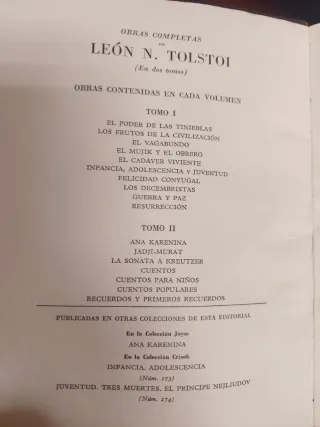 OBRAS COMPLETAS
DE
LEÓN N. TOLSTOI
(En dos tomos)
OBRAS CONTENIDAS EN CADA VOLUMEN
TOMO I
EL PODER DE LAS TINIEBLAS
LOS FRUTOS DE LA CIVILIZACIÓN
EL VAGABUNDO
EL MUJIK Y EL OBRERO
EL CADÁVER VIVIENTE
INFANCIA, ADOLESCENCIA Y JUVENTUD
FELICIDAD CONYUGAL
LOS DECEMBRISTAS
GUERRA Y PAZ
RESURRECCIÓN
TOMO II
ANA KARENINA
JADJI-MURAT
LA SONATA A KREUTZER
CUENTOS
CUENTOS PARA NIÑOS
CUENTOS POPULARES
RECUERDOS Y PRIMEROS RECUERDOS
PUBLICADAS EN OTRAS COLECCIONES DE ESTA EDITORIAL
En la Colección Joya:
ANA KARENINA
En la Colección Crisol:
INFANCIA, ADOLESCENCIA
(Núm. 173)
JUVENTUD. TRES MUERTES. EL PRÍNCIPE NEJLIUDOV
(Núm. 174)